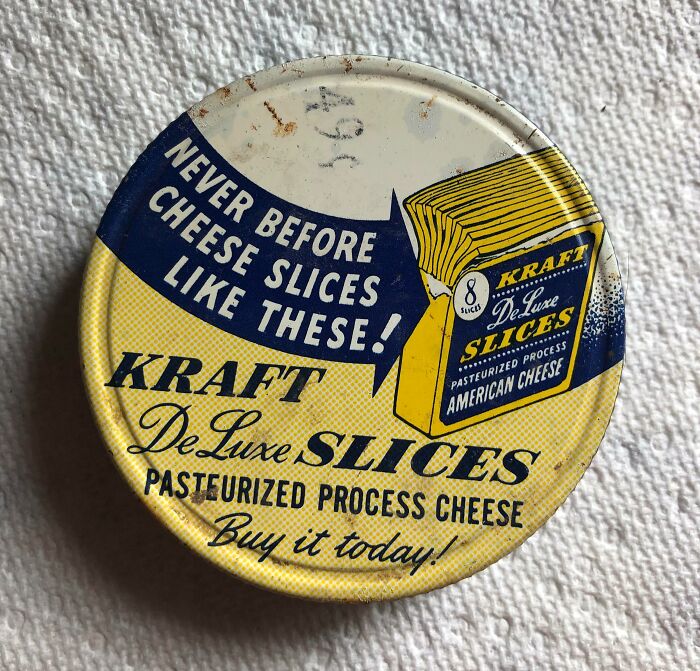 49¢
NEVER BEFORE
CHEESE SLICES
LIKE THESE!
8
SLICES
KRAFT
De Luxe
SLICES
PASTEURIZED PROCESS
AMERICAN CHEESE
KRAFT
De Luxe SLICES
PASTEURIZED PROCESS CHEESE
Buy it today!